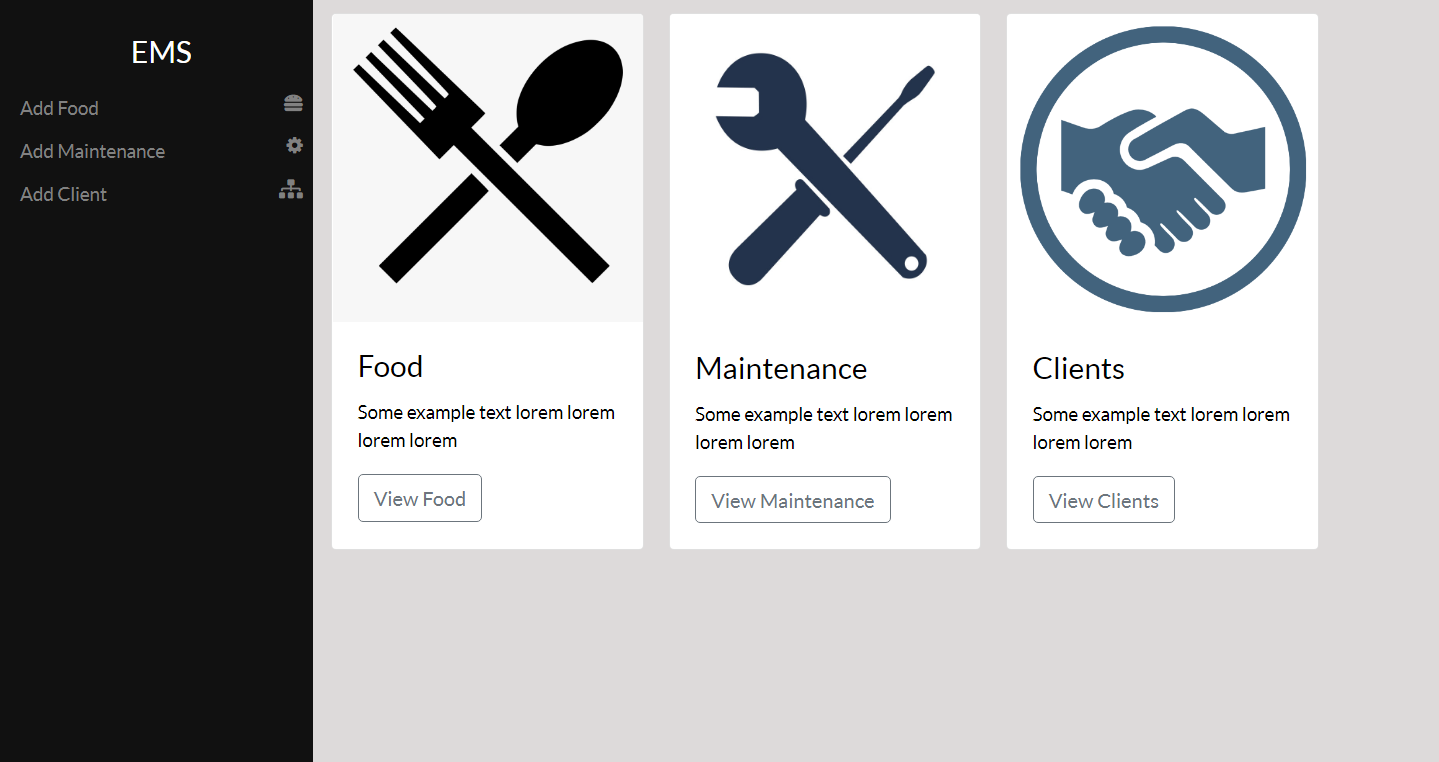 EMS
Add Food
Add Maintenance
Add Client
Food
Some example text lorem lorem
lorem lorem
View Food
Maintenance
Some example text lorem lorem
lorem lorem
View Maintenance
Clients
Some example text lorem lorem
lorem lorem
View Clients